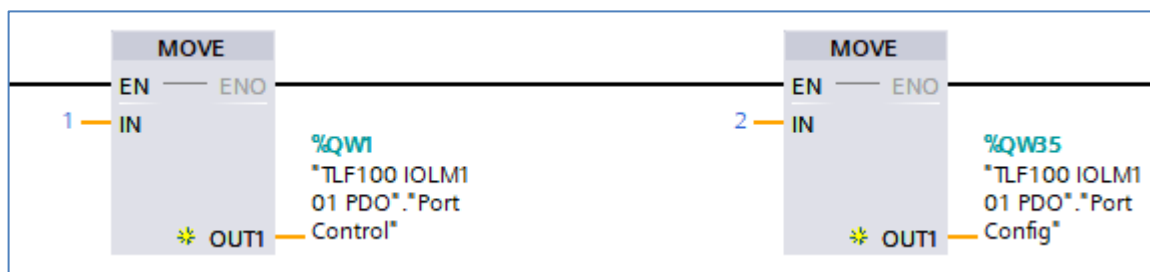 MOVE
EN ENO
1 IN
%QW1
"TLF100 IOLM1
01 PDO"."Port
Control"
OUT1
MOVE
EN ENO
2 IN
%QW35
"TLF100 IOLM1
01 PDO"."Port
Config"
OUT1